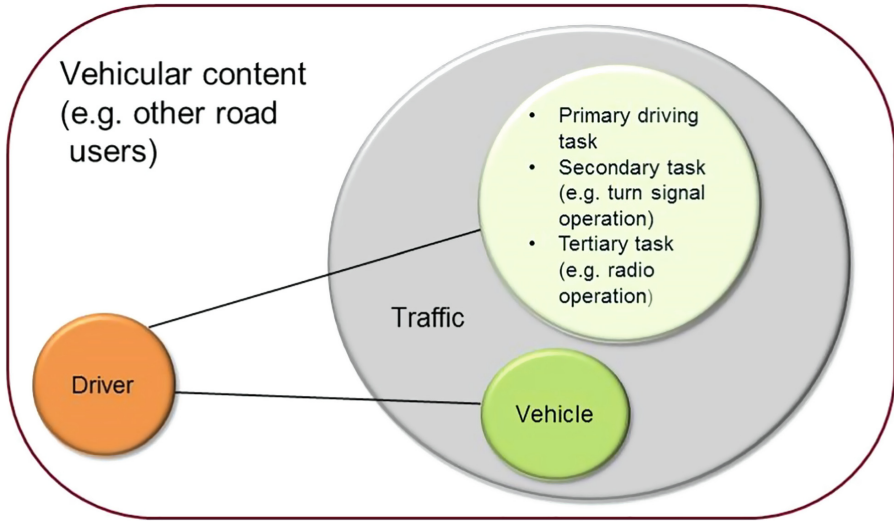 Vehicular content
(e.g. other road
users)
• Primary driving
task
• Secondary task
(e.g. turn signal
operation)
• Tertiary task
(e.g. radio
operation)
Traffic
Driver
Vehicle